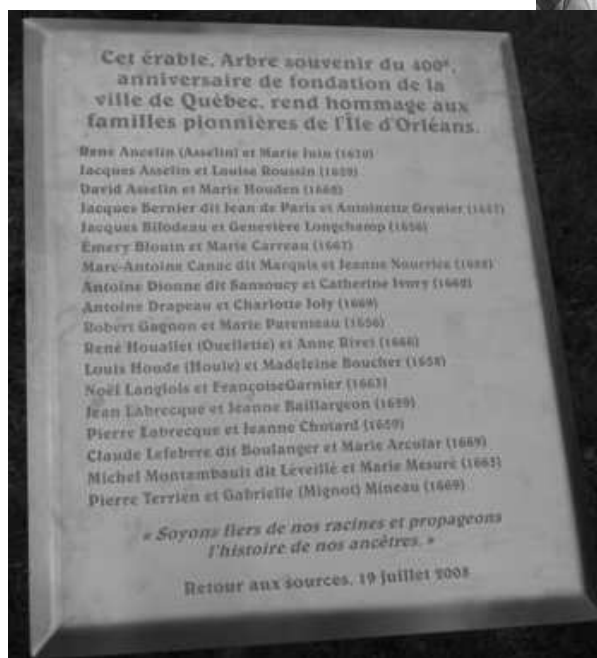 Cet érable, Arbre souvenir du 400e,
anniversaire de fondation de la
ville de Québec, rend hommage aux
familles pionnières de l'Île d'Orléans.
René Ancelin (Asselin) et Marie Juin (1670)
Jacques Asselin et Louise Roussin (1659)
David Asselin et Marie Houden
Jacques Bernier dit Jean de Paris et Antoinette Grenier (1657)
Jacques Bilodeau et Geneviève Longchamp (1656)
Émery Blouin et Marie Carreau (1667)
Marc-Antoine Canac dit Marquis et Jeanne Nourrice
Antoine Dionne dit Sansoucy et Catherine Ivory (1660)
Antoine Drapeau et Charlotte Joly (1669)
Robert Gagnon et Marie Parenteau (1656)
René Houallet (Ouellette) et Anne Rivet (1666)
Louis Houde (Houle) et Madeleine Boucher (1658)
Noël Langlois et FrançoiseGarnier (1663)
Jean Labrecque et Jeanne Baillargeon (1659)
Pierre Labrecque et Jeanne Chotard (1659)
Claude Lefebvre dit Boulanger et Marie Arcular (1669)
Michel Montambault dit Léveillé et Marie Mesuré (1663)
Pierre Terrien et Gabrielle (Mignot) Mineau (1669)
« Soyons fiers de nos racines et propageons
l'histoire de nos ancêtres. »
Retour aux sources, 19 juillet 2008